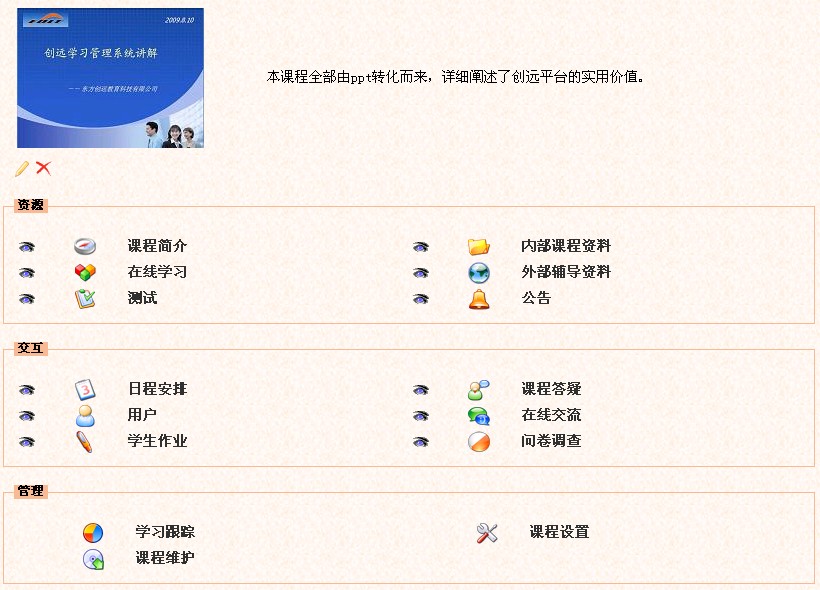 2009.8.10
创远学习管理系统讲解
—— 东方创远教育科技有限公司
本课程全部由ppt转化而来，详细阐述了创远平台的实用价值。
资源
课程简介 内部课程资料
在线学习 外部辅导资料
测试 公告
交互
3 日程安排 课程答疑
用户 在线交流
学生作业 问卷调查
管理
学习跟踪 课程设置
课程维护